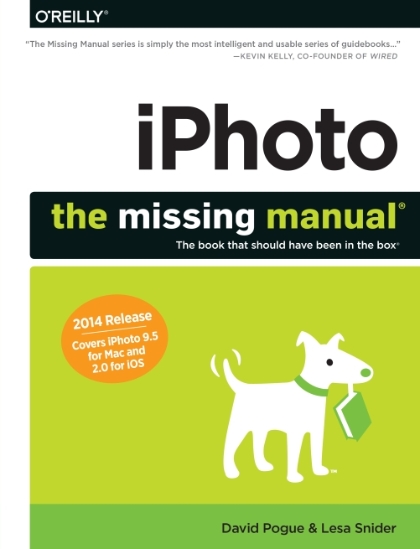 O'REILLY®
“The Missing Manual series is simply the most intelligent and usable series of guidebooks...”
—KEVIN KELLY, CO-FOUNDER OF WIRED
iPhoto
the missing manual®
The book that should have been in the box®
2014 Release
Covers iPhoto 9.5
for Mac and
2.0 for iOS
™
David Pogue & Lesa Snider